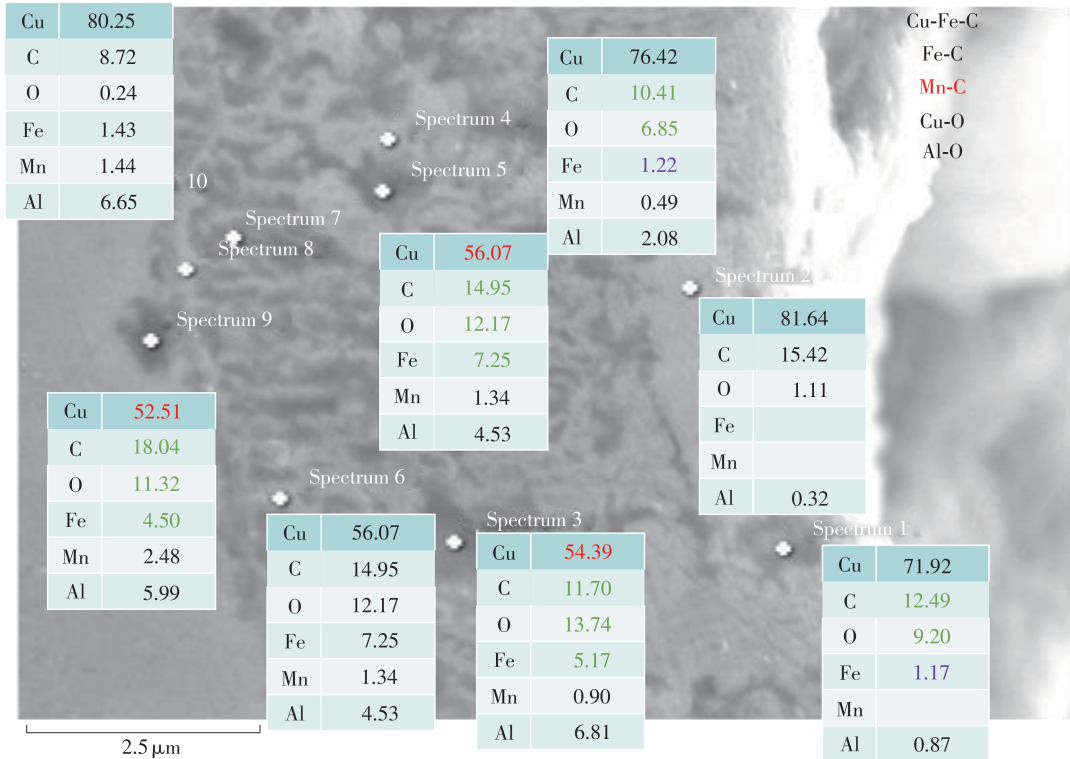 Cu 80.25
C 8.72
O 0.24
Fe 1.43
Mn 1.44
Al 6.65
Cu-Fe-C
Fe-C
Mn-C
Cu-O
Al-O
Cu 76.42
C 10.41
O 6.85
Fe 1.22
Mn 0.49
Al 2.08
Spectrum 4
Spectrum 5
10
Spectrum 7
Spectrum 8
Cu 56.07
C 14.95
O 12.17
Fe 7.25
Mn 1.34
Al 4.53
Spectrum 2
Cu 81.64
C 15.42
O 1.11
Fe
Mn
Al 0.32
Spectrum 9
Cu 52.51
C 18.04
O 11.32
Fe 4.50
Mn 2.48
Al 5.99
Spectrum 6
Cu 56.07
C 14.95
O 12.17
Fe 7.25
Mn 1.34
Al 4.53
Spectrum 3
Cu 54.39
C 11.70
O 13.74
Fe 5.17
Mn 0.90
Al 6.81
Spectrum 1
Cu 71.92
C 12.49
O 9.20
Fe 1.17
Mn
Al 0.87
2.5 μm